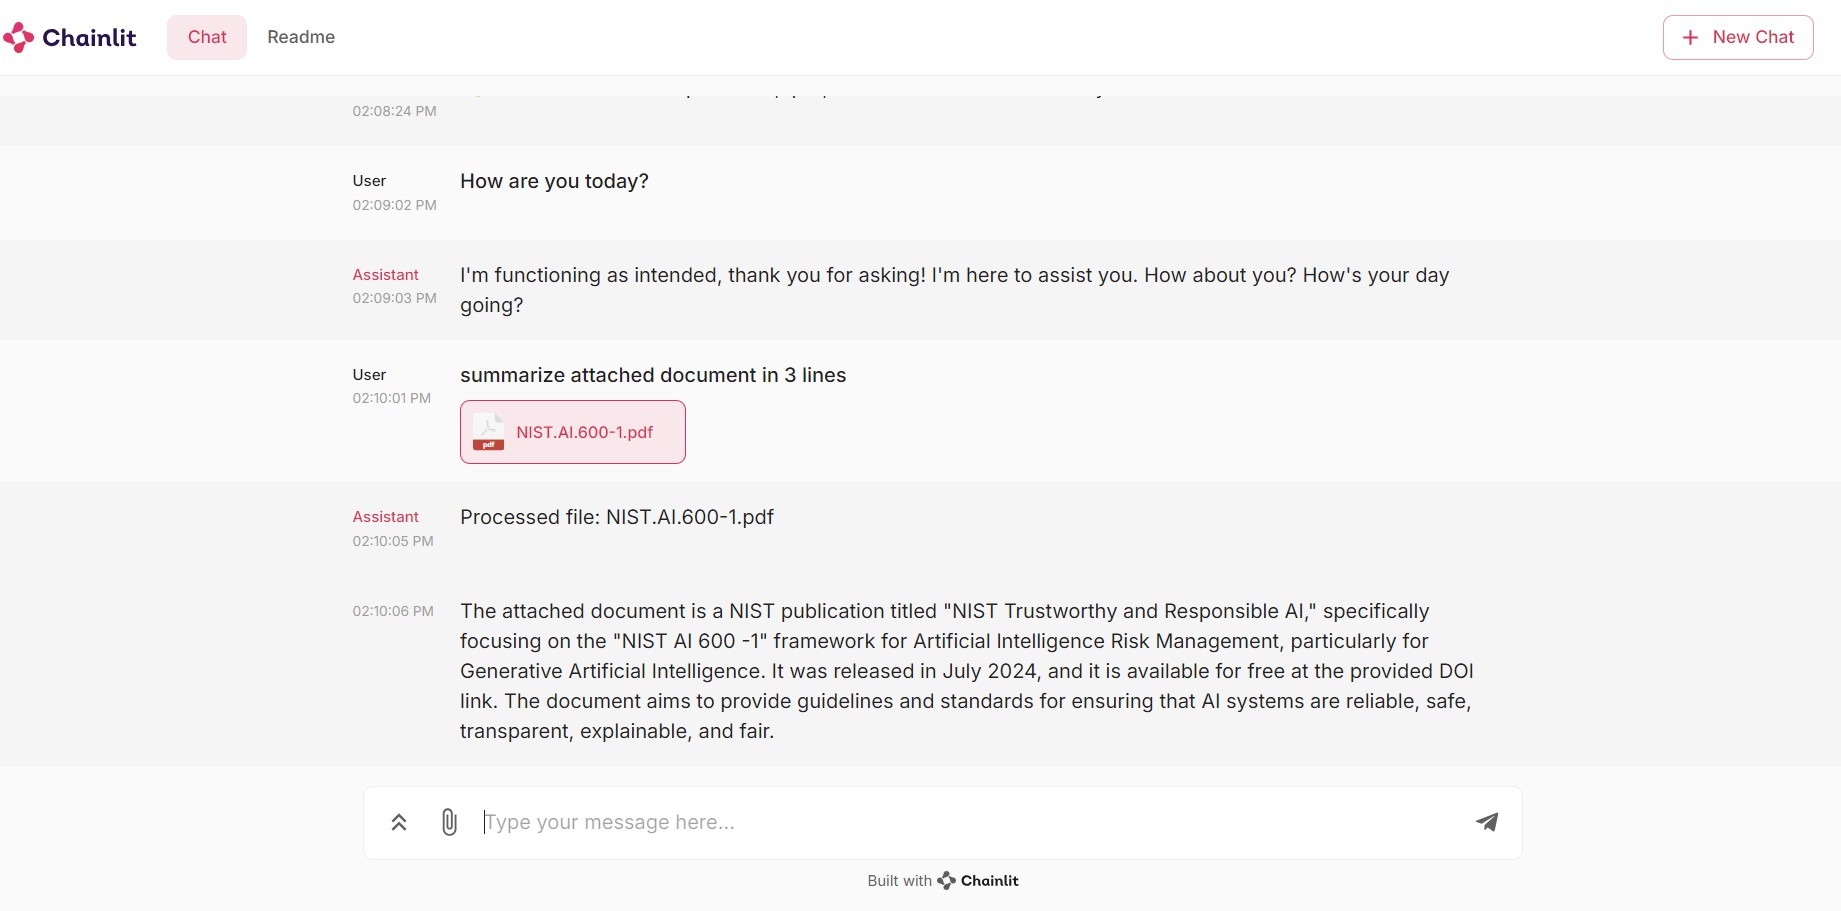 Chainlit
Chat
Readme
New Chat
02:08:24 PM
User
How are you today?
02:09:02 PM
Assistant
I'm functioning as intended, thank you for asking! I'm here to assist you. How about you? How's your day
02:09:03 PM
going?
User
summarize attached document in 3 lines
02:10:01 PM
pdf
NIST.AI.600-1.pdf
Assistant
Processed file: NIST.AI.600-1.pdf
02:10:05 PM
02:10:06 PM
The attached document is a NIST publication titled "NIST Trustworthy and Responsible AI," specifically
focusing on the "NIST AI 600 -1" framework for Artificial Intelligence Risk Management, particularly for
Generative Artificial Intelligence. It was released in July 2024, and it is available for free at the provided DOI
link. The document aims to provide guidelines and standards for ensuring that AI systems are reliable, safe,
transparent, explainable, and fair.
Type your message here...
Built with Chainlit